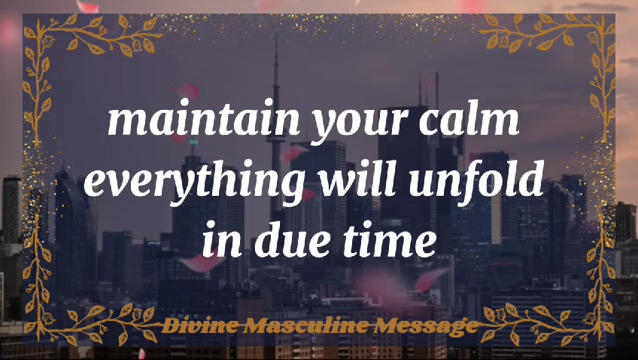 maintain your calm
everything will unfold
in due time
Divine Masculine Message